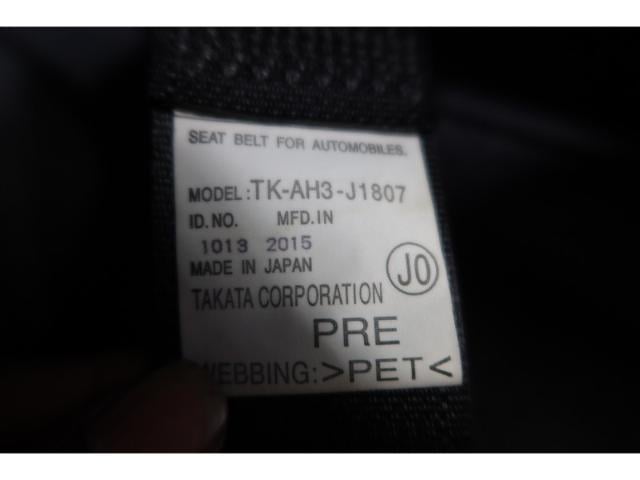 SEAT BELT FOR AUTOMOBILES.
MODEL:TK-AH3-J1807
ID.NO. MFD.IN
1013 2015
MADE IN JAPAN
JO
TAKATA CORPORATION
PRE
WEBBING:>PET<